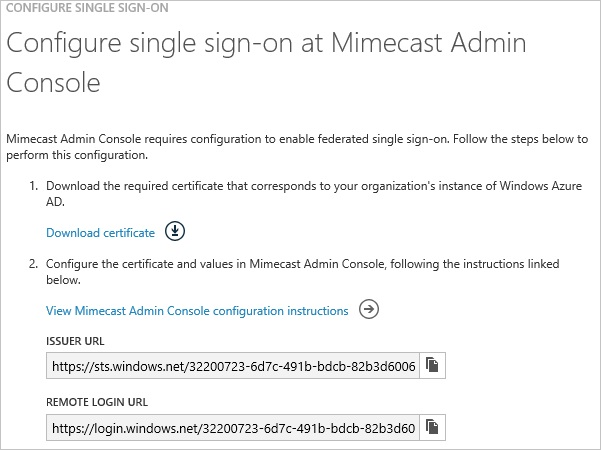 CONFIGURE SINGLE SIGN-ON
Configure single sign-on at Mimecast Admin
Console
Mimecast Admin Console requires configuration to enable federated single sign-on. Follow the steps below to
perform this configuration.
1. Download the required certificate that corresponds to your organization's instance of Windows Azure
AD.
Download certificate
2. Configure the certificate and values in Mimecast Admin Console, following the instructions linked
below.
View Mimecast Admin Console configuration instructions
ISSUER URL
https://sts.windows.net/32200723-6d7c-491b-bdcb-82b3d6006
REMOTE LOGIN URL
https://login.windows.net/32200723-6d7c-491b-bdcb-82b3d60